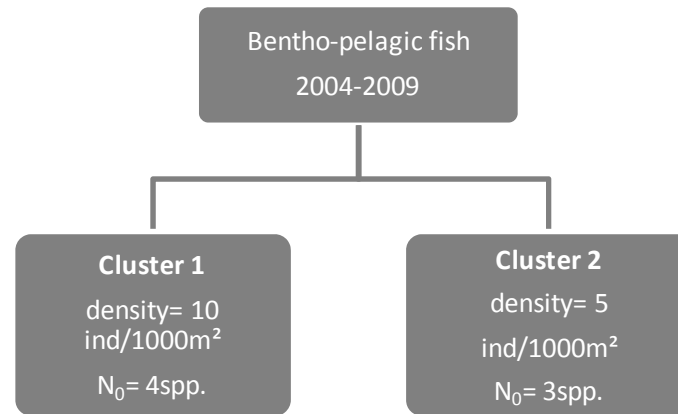 Bentho-pelagic fish
2004-2009
Cluster 1
density= 10
ind/1000m²
N₀= 4spp.
Cluster 2
density= 5
ind/1000m²
N₀= 3spp.